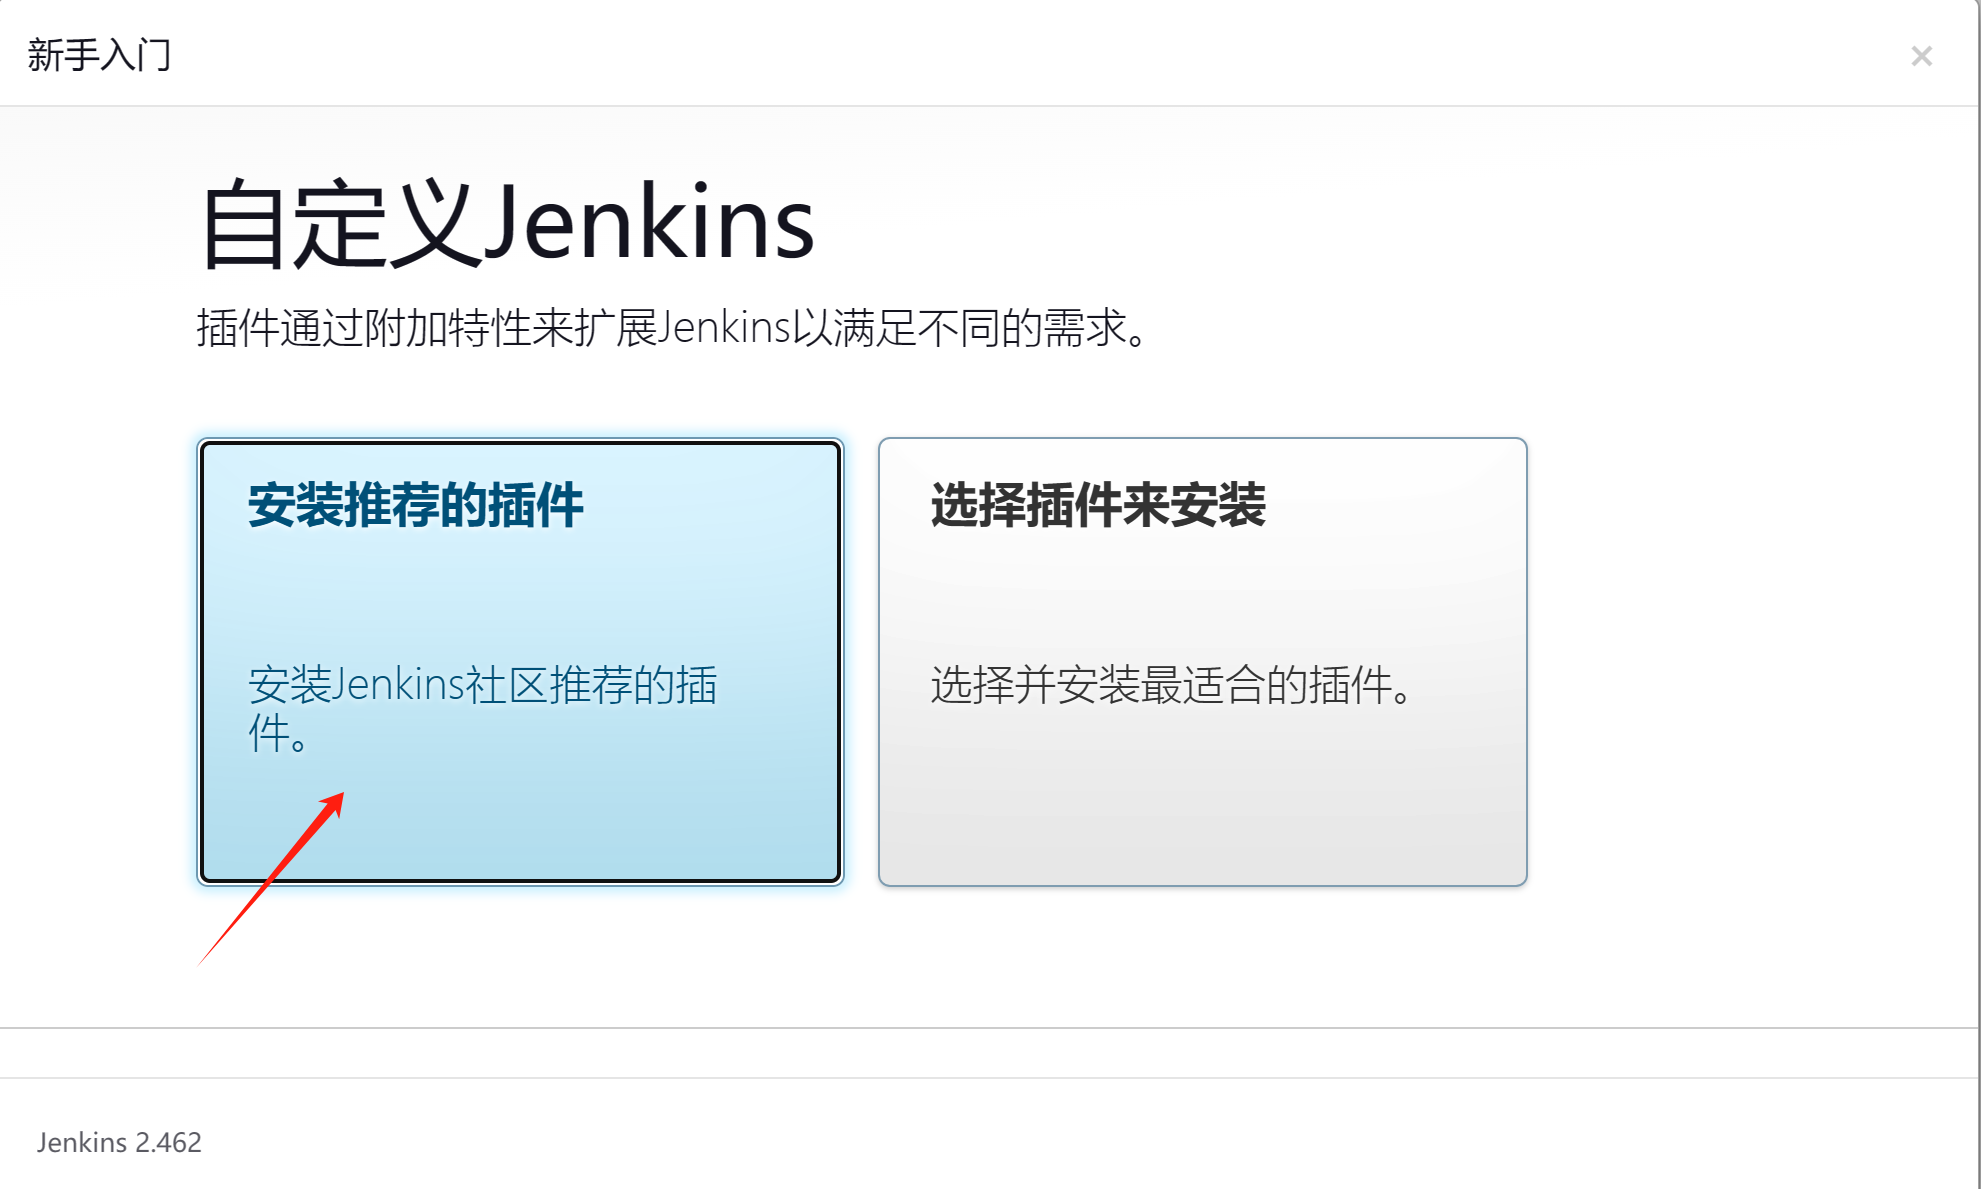 新手入门
×
自定义Jenkins
插件通过附加特性来扩展Jenkins以满足不同的需求。
安装推荐的插件
安装Jenkins社区推荐的插
件。
选择插件来安装
选择并安装最适合的插件。
Jenkins 2.462